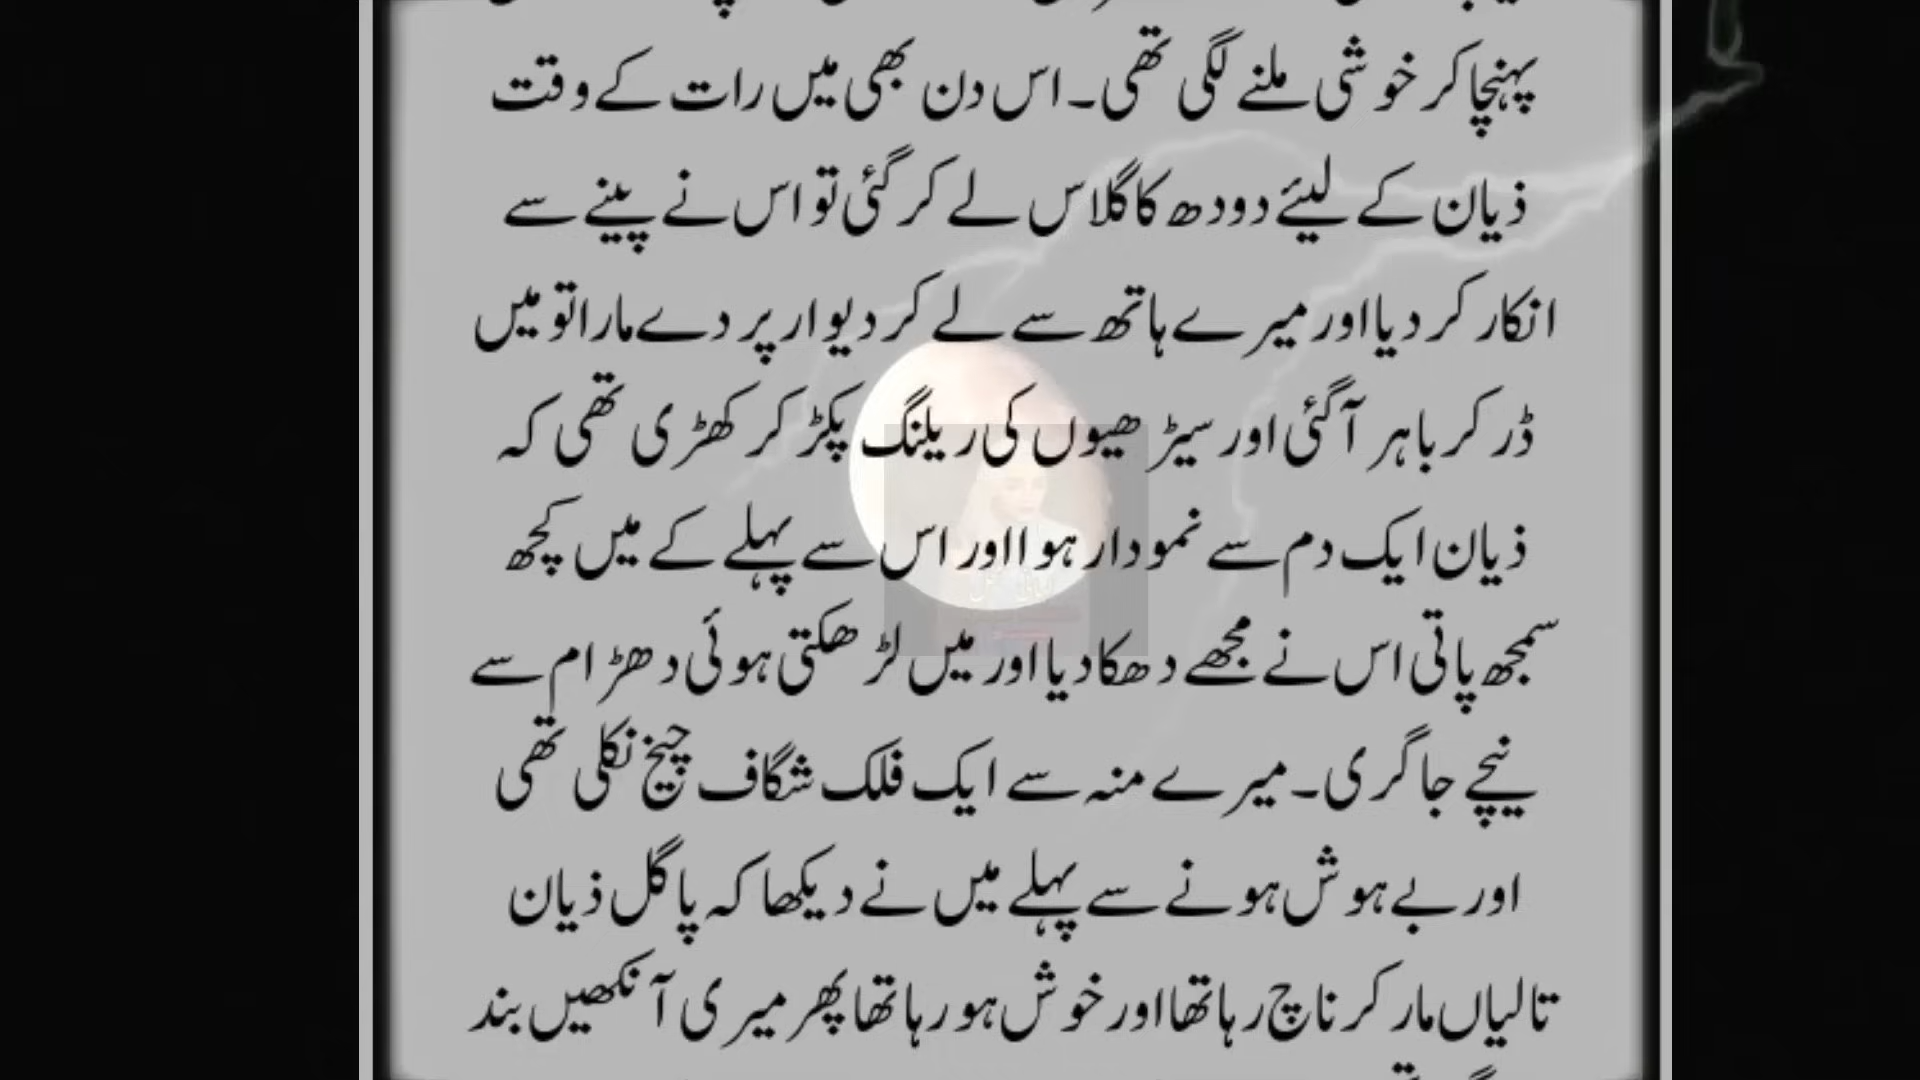 پہنچا کر خوشی ملنے لگی تھی۔ اس دن بھی میں رات کے وقت
ذیان کے لیئے دودھ کا گلاس لے کر گئی تو اس نے پینے سے
انکار کر دیا اور میرے ہاتھ سے لے کر دیوار پر دے مارا تو میں
ڈر کر باہر آ گئی اور سیڑھیوں کی ریلنگ پکڑ کر کھڑی تھی کہ
ذیان ایک دم سے نمودار ہوا اور اس سے پہلے کے میں کچھ
سمجھ پاتی اس نے مجھے دھکا دیا اور میں لڑھکتی ہوئی دھڑام سے
نیچے جا گری۔ میرے منہ سے ایک فلک شگاف چیخ نکلی تھی
اور بے ہوش ہونے سے پہلے میں نے دیکھا کہ پاگل ذیان
تالیاں مار کر ناچ رہا تھا اور خوش ہو رہا تھا پھر میری آنکھیں بند